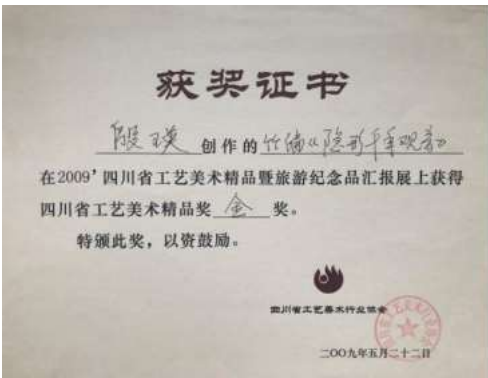 获奖证书
段瑛 创作的 竹编《隐形千手观音》
在2009'四川省工艺美术精品暨旅游纪念品汇报展上获得
四川省工艺美术精品奖 金 奖。
特颁此奖，以资鼓励。
四川省工艺美术行业协会
二〇〇九年五月二十二日